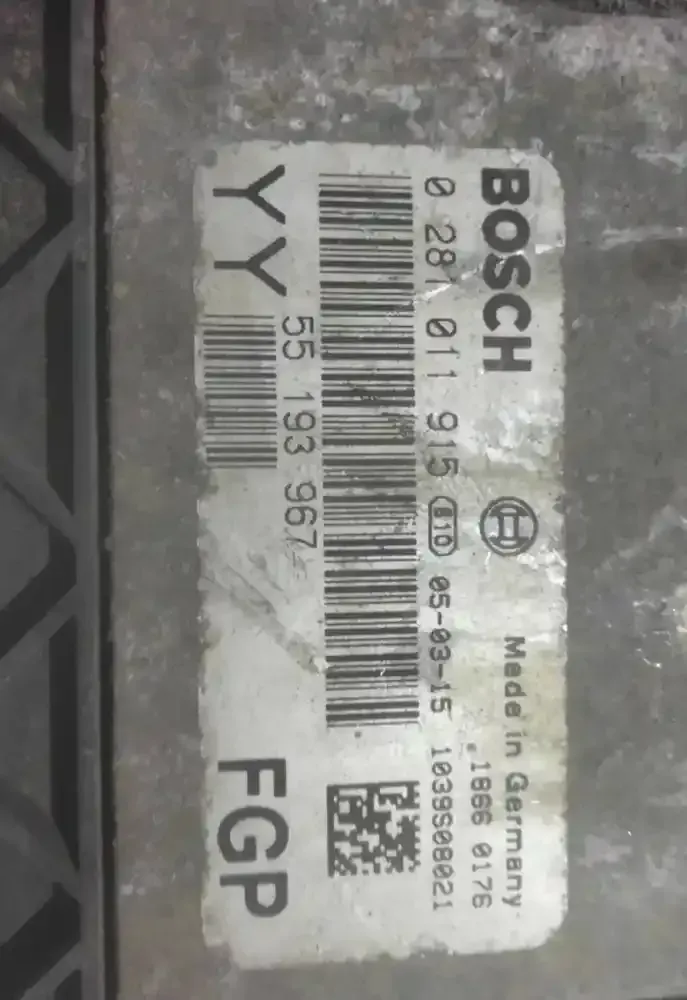 BOSCH
Made in Germany
1866 0176
0 281 011 915 810 05-03-15 1039S08021
55 193 967
YY
FGP